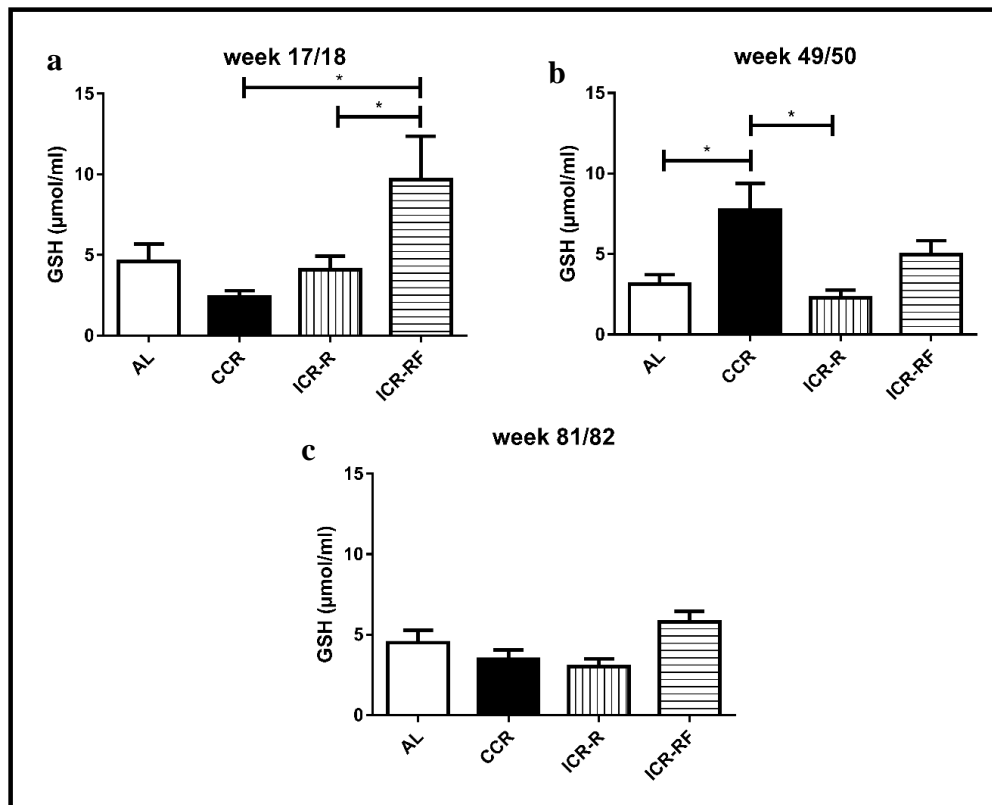 a
week 17/18
*
*
15
10
5
0
GSH (µmol/ml)
AL
CCR
ICR-R
ICR-RF
b
week 49/50
*
*
15
10
5
0
GSH (µmol/ml)
AL
CCR
ICR-R
ICR-RF
c
week 81/82
15
10
5
0
GSH (µmol/ml)
AL
CCR
ICR-R
ICR-RF